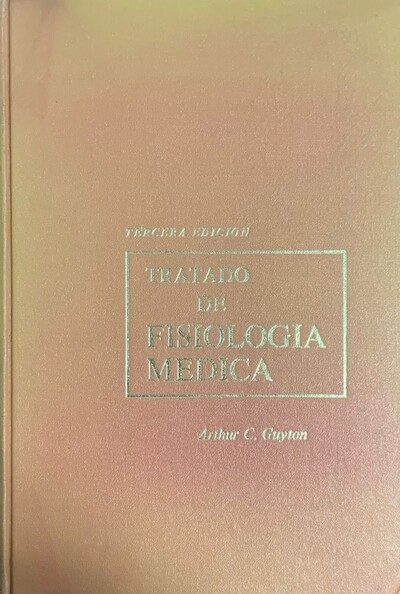 TERCERA EDICION
TRATADO
DE
FISIOLOGIA
MEDICA
Arthur C. Guyton